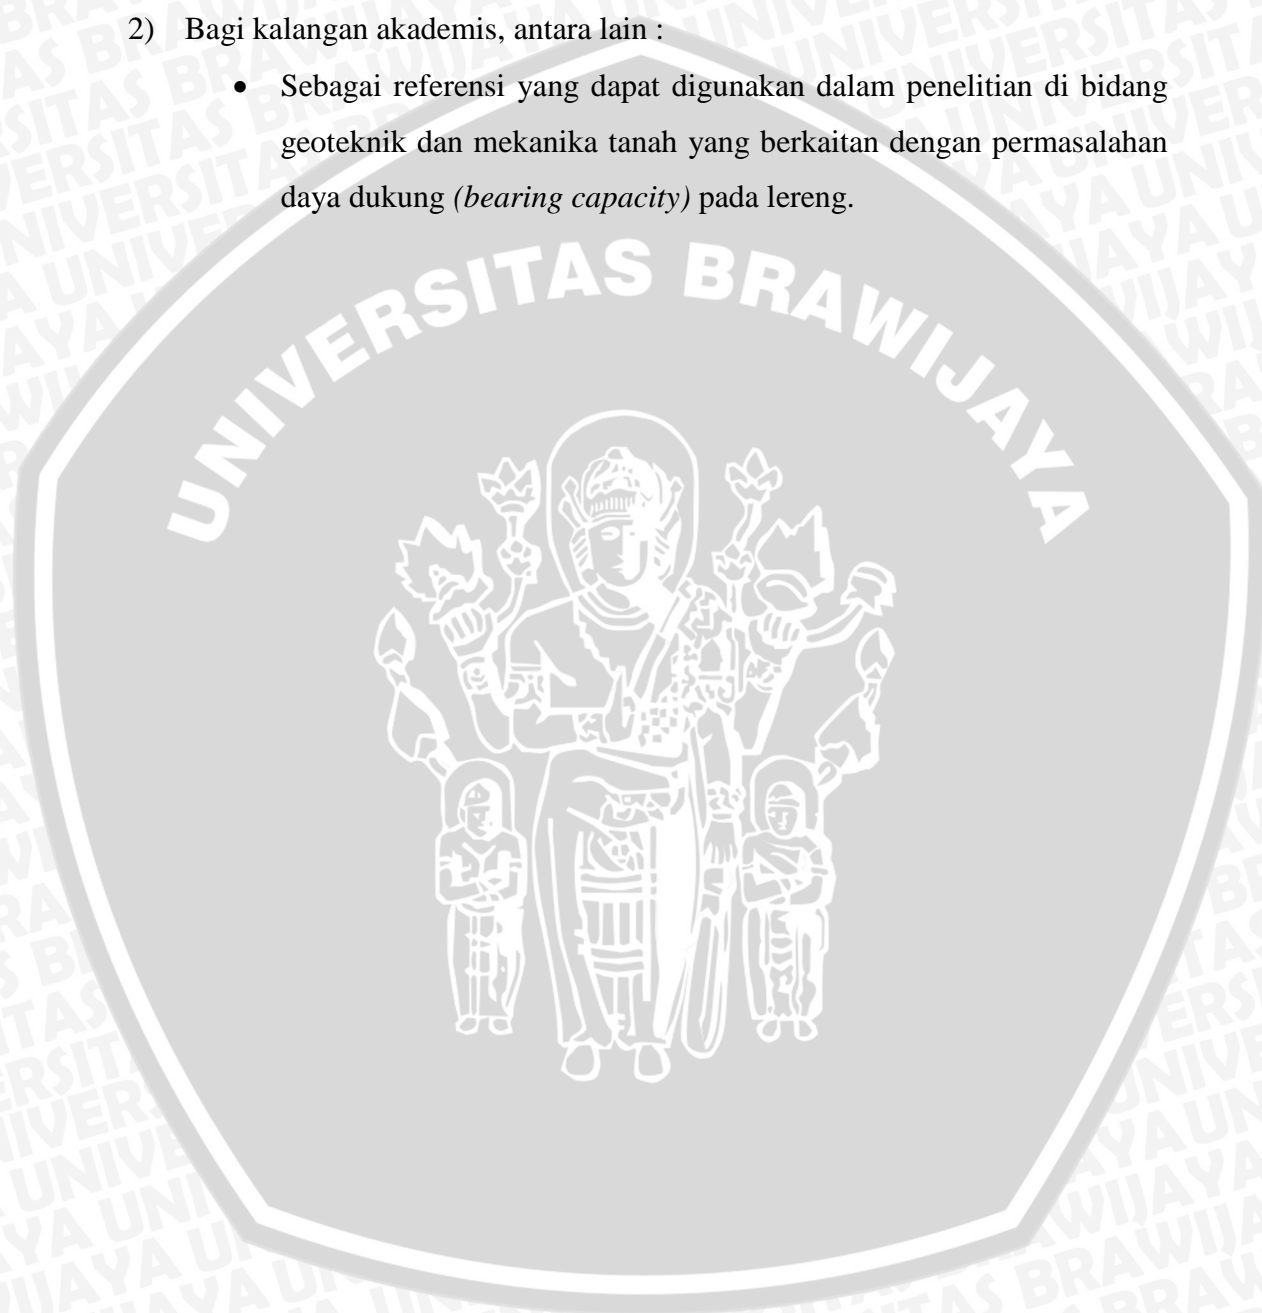 2) Bagi kalangan akademis, antara lain :
• Sebagai referensi yang dapat digunakan dalam penelitian di bidang
geoteknik dan mekanika tanah yang berkaitan dengan permasalahan
daya dukung (bearing capacity) pada lereng.
UNIVERSITAS BRAWIJAYA